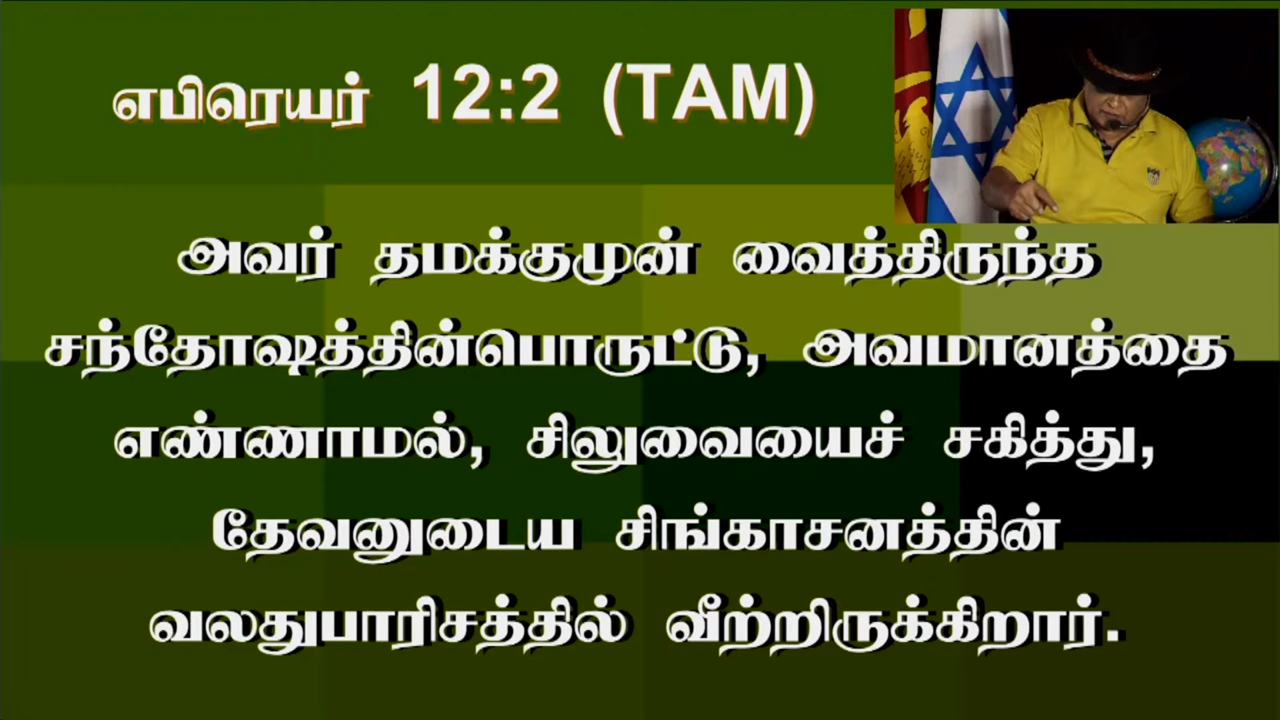 எபிரெயர் 12:2 (TAM)
அவர் தமக்குமுன் வைத்திருந்த
சந்தோஷத்தின்பொருட்டு, அவமானத்தை
எண்ணாமல், சிலுவையைச் சகித்து,
தேவனுடைய சிங்காசனத்தின்
வலதுபாரிசத்தில் வீற்றிருக்கிறார்.